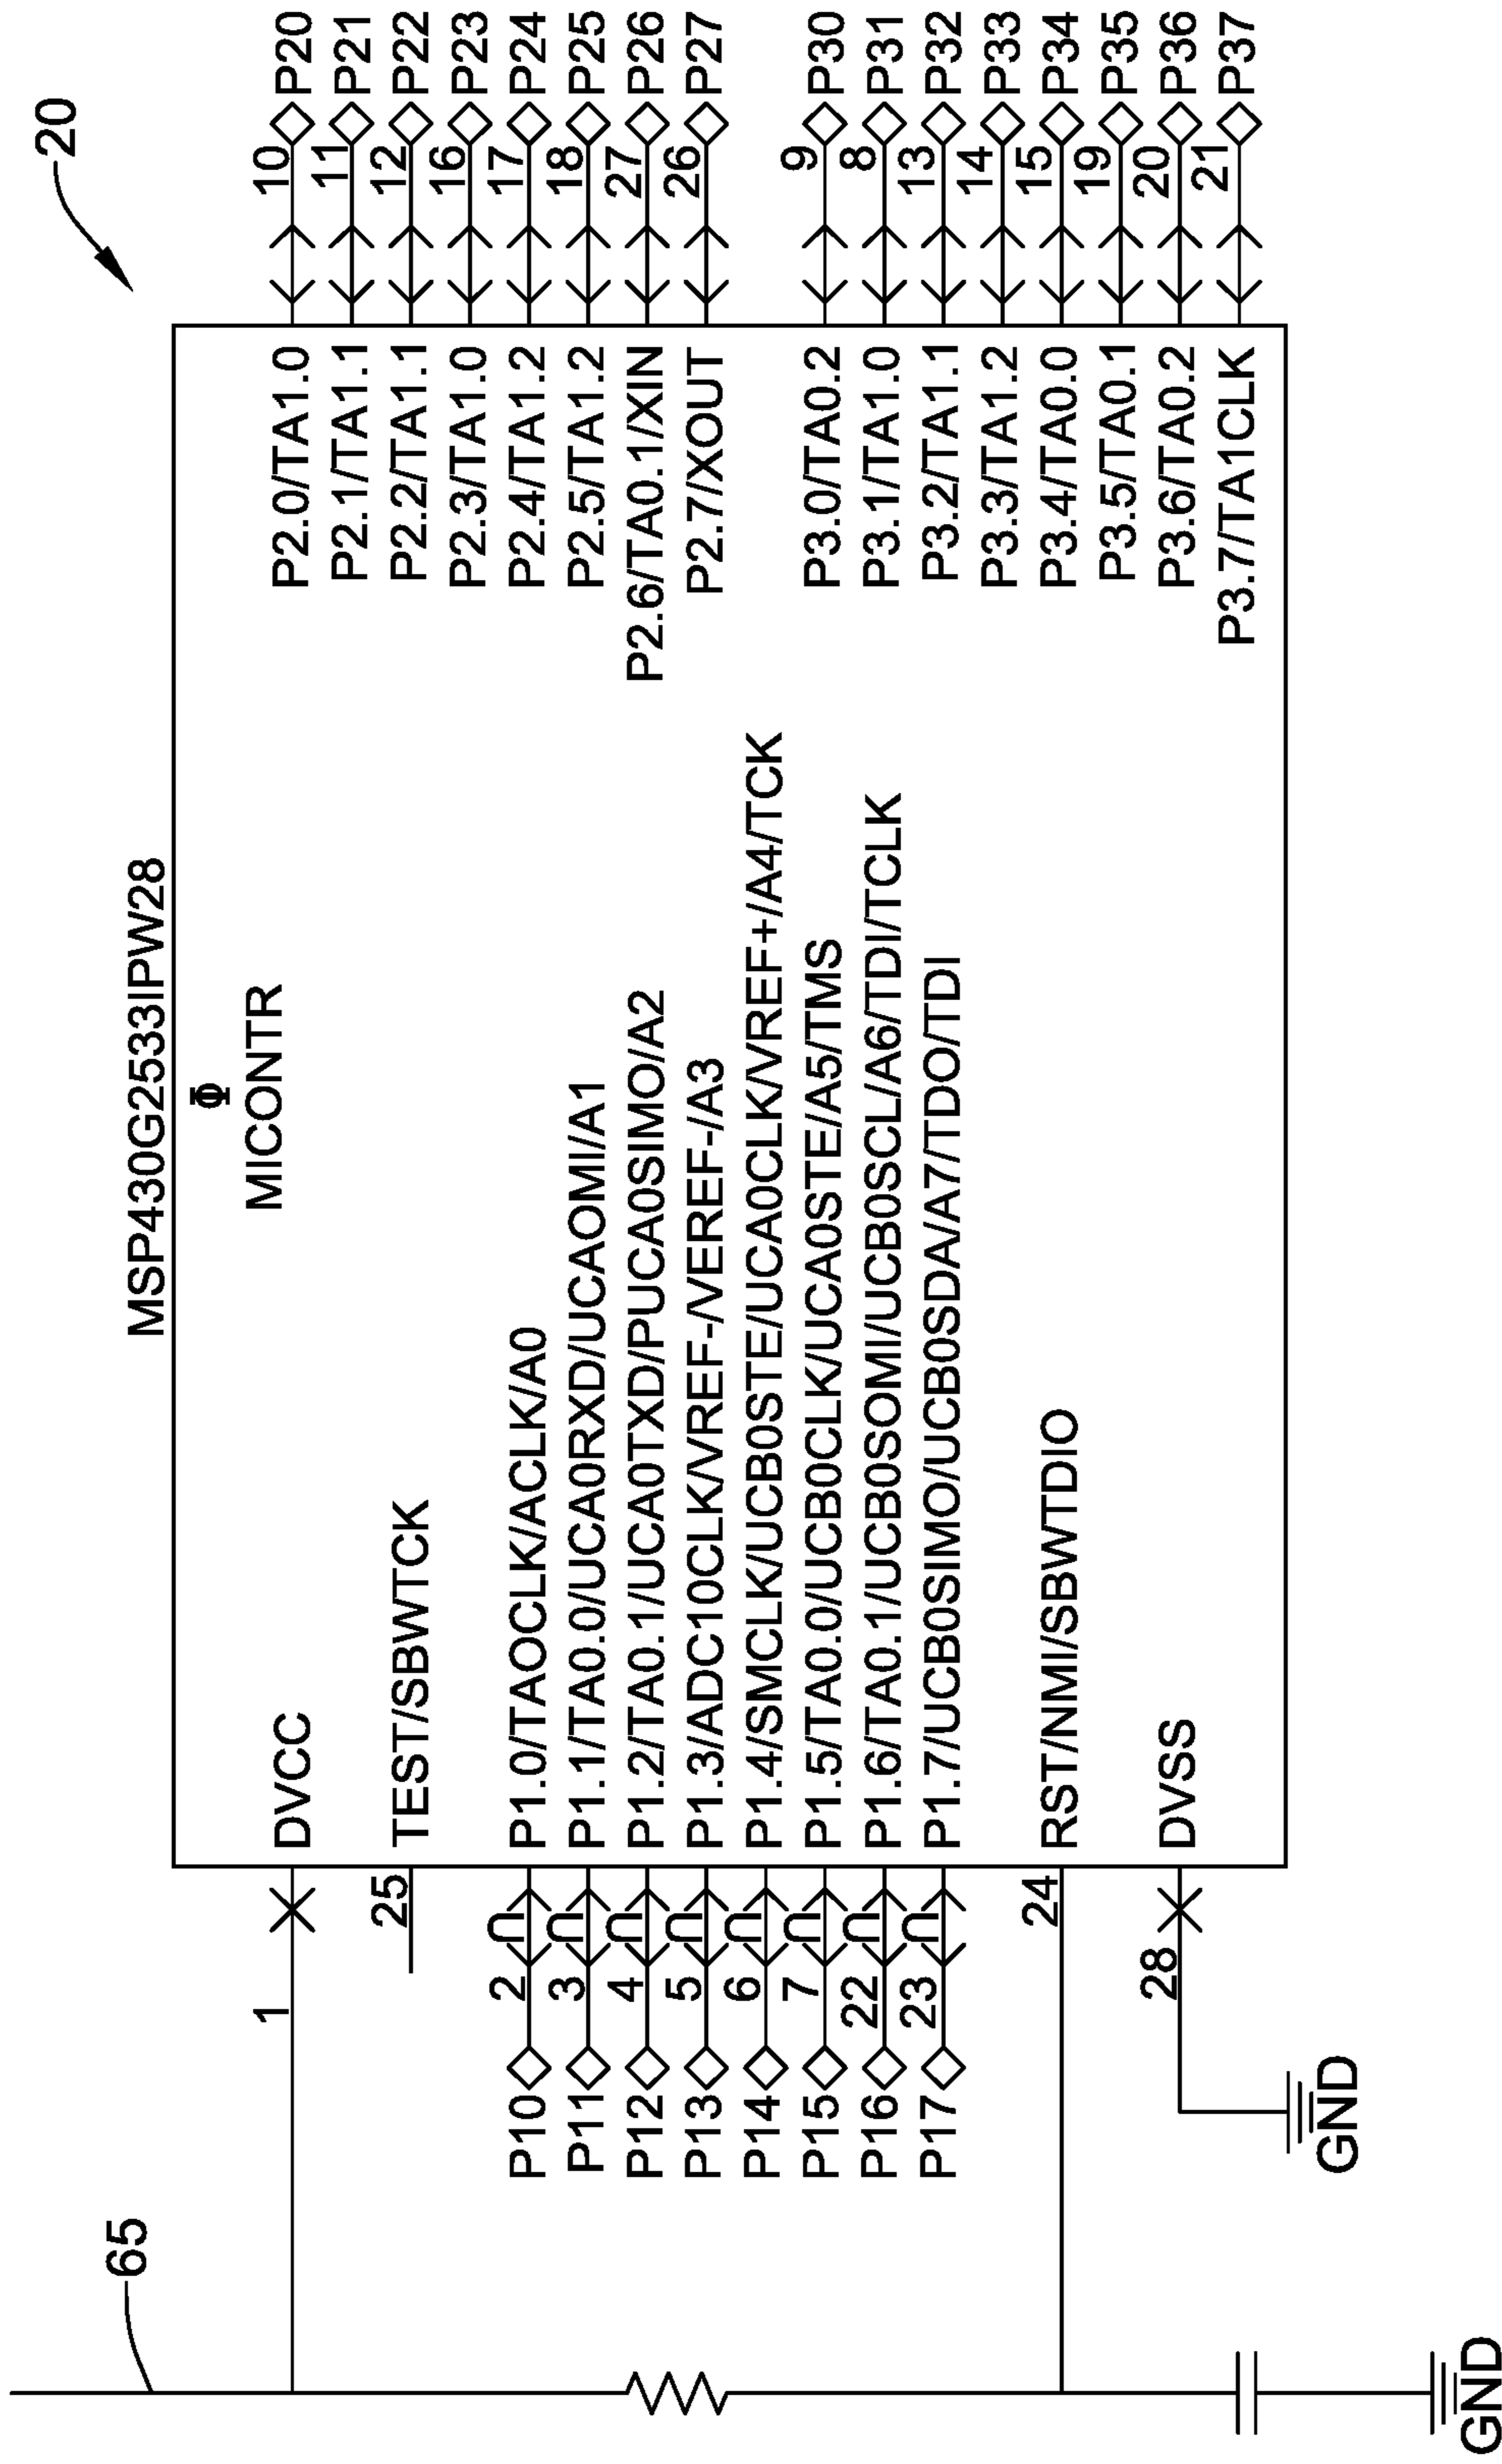 20
MSP430G2533IPW28
Φ
MICONTR
65
1
DVCC
25
TEST/SBWTCK
P10 2 P1.0/TAOCLK/ACLK/A0
P11 3 P1.1/TA0.0/UCA0RXD/UCAOMI/A1
P12 4 P1.2/TA0.1/UCA0TXD/PUCA0SIMO/A2
P13 5 P1.3/ADC10CLK/VREF-/VEREF-/A3
P14 6 P1.4/SMCLK/UCB0STE/UCA0CLK/VREF+/A4/TCK
P15 7 P1.5/TA0.0/UCB0CLK/UCA0STE/A5/TMS
P16 22 P1.6/TA0.1/UCB0SOMI/UCB0SCL/A6/TDI/TCLK
P17 23 P1.7/UCB0SIMO/UCB0SDA/A7/TDO/TDI
24
RST/NMI/SBWTDIO
28
DVSS
GND
GND
P2.0/TA1.0 10 P20
P2.1/TA1.1 11 P21
P2.2/TA1.1 12 P22
P2.3/TA1.0 16 P23
P2.4/TA1.2 17 P24
P2.5/TA1.2 18 P25
P2.6/TA0.1/XIN 27 P26
P2.7/XOUT 26 P27
P3.0/TA0.2 9 P30
P3.1/TA1.0 8 P31
P3.2/TA1.1 13 P32
P3.3/TA1.2 14 P33
P3.4/TA0.0 15 P34
P3.5/TA0.1 19 P35
P3.6/TA0.2 20 P36
P3.7/TA1CLK 21 P37